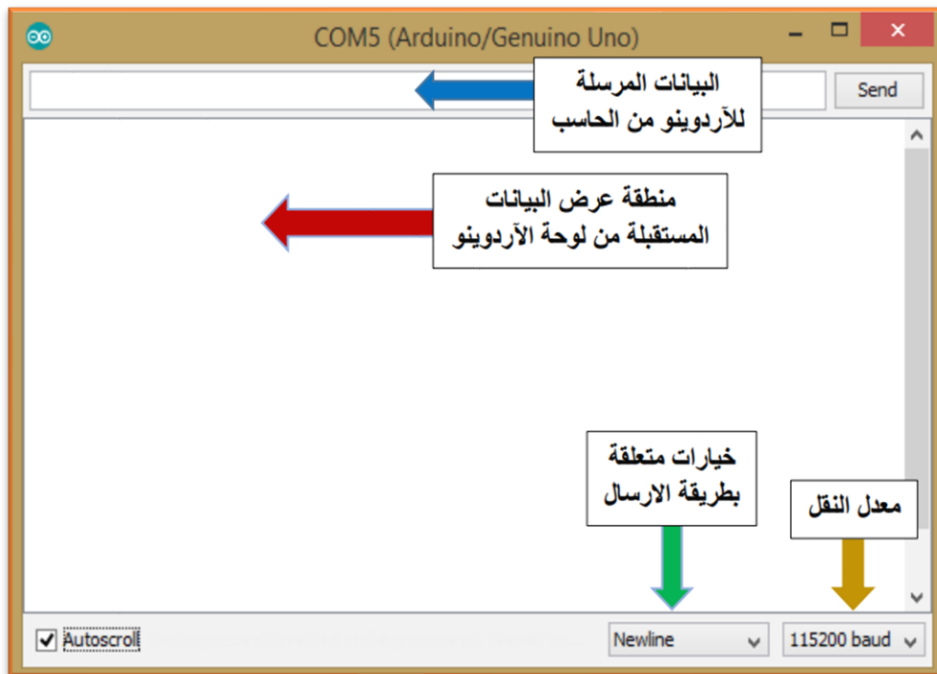 COM5 (Arduino/Genuino Uno)
البيانات المرسلة
للآردوينو من الحاسب
Send
منطقة عرض البيانات
المستقبلة من لوحة الآردوينو
خيارات متعلقة
بطريقة الارسال
معدل النقل
Autoscroll
Newline
115200 baud